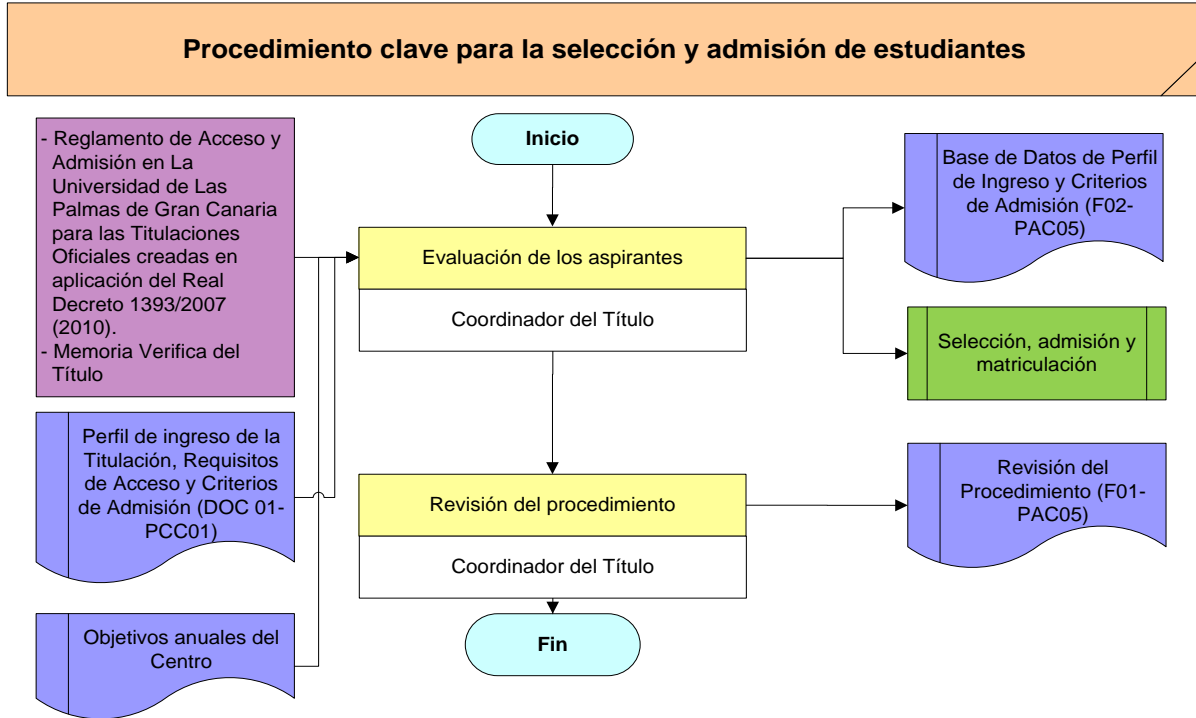 Procedimiento clave para la selección y admisión de estudiantes
- Reglamento de Acceso y
Admisión en La
Universidad de Las
Palmas de Gran Canaria
para las Titulaciones
Oficiales creadas en
aplicación del Real
Decreto 1393/2007
(2010).
- Memoria Verifica del
Título
Perfil de ingreso de la
Titulación, Requisitos
de Acceso y Criterios
de Admisión (DOC 01-
PCC01)
Objetivos anuales del
Centro
Inicio
Evaluación de los aspirantes
Coordinador del Título
Revisión del procedimiento
Coordinador del Título
Fin
Base de Datos de Perfil
de Ingreso y Criterios
de Admisión (F02-
PAC05)
Selección, admisión y
matriculación
Revisión del
Procedimiento (F01-
PAC05)